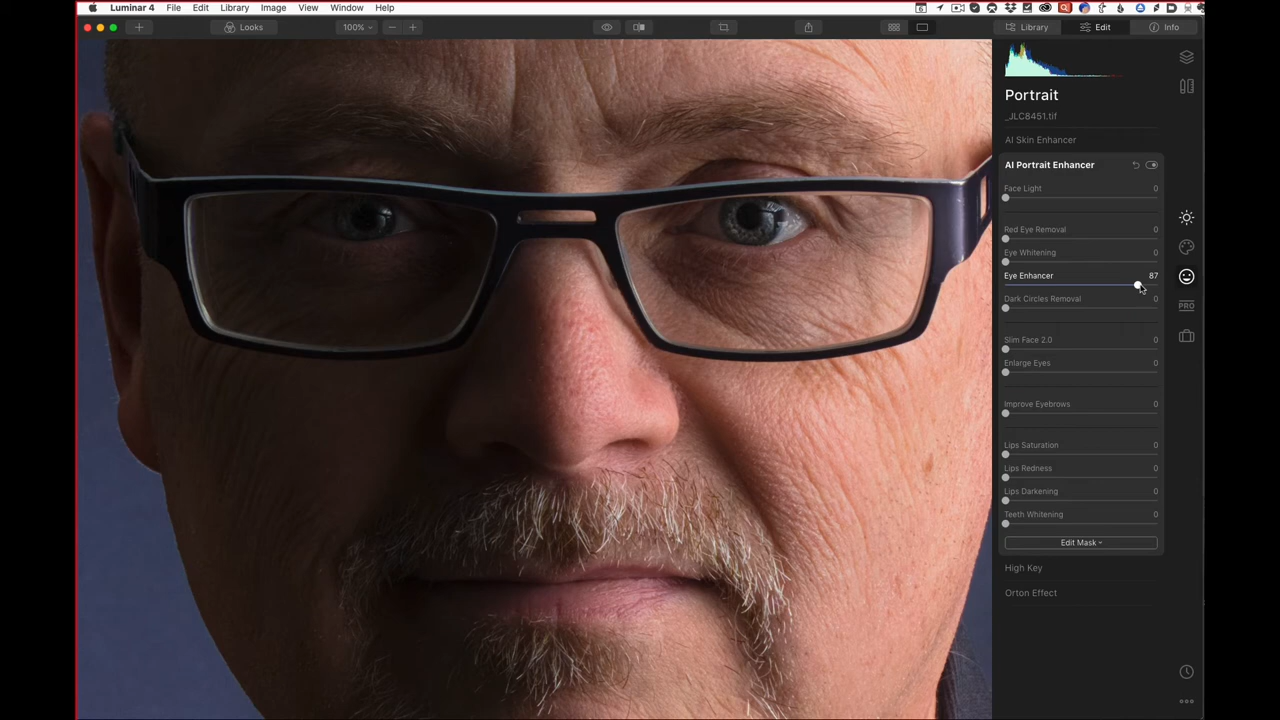 Luminar 4 File Edit Library Image View Window Help
Looks 100% Library Edit Info
Portrait
_JLC8451.tif
AI Skin Enhancer
AI Portrait Enhancer
Face Light 0
Red Eye Removal 0
Eye Whitening 0
Eye Enhancer 87
Dark Circles Removal 0
Slim Face 2.0 0
Enlarge Eyes 0
Improve Eyebrows 0
Lips Saturation 0
Lips Redness 0
Lips Darkening 0
Teeth Whitening 0
Edit Mask
High Key
Orton Effect
PRO